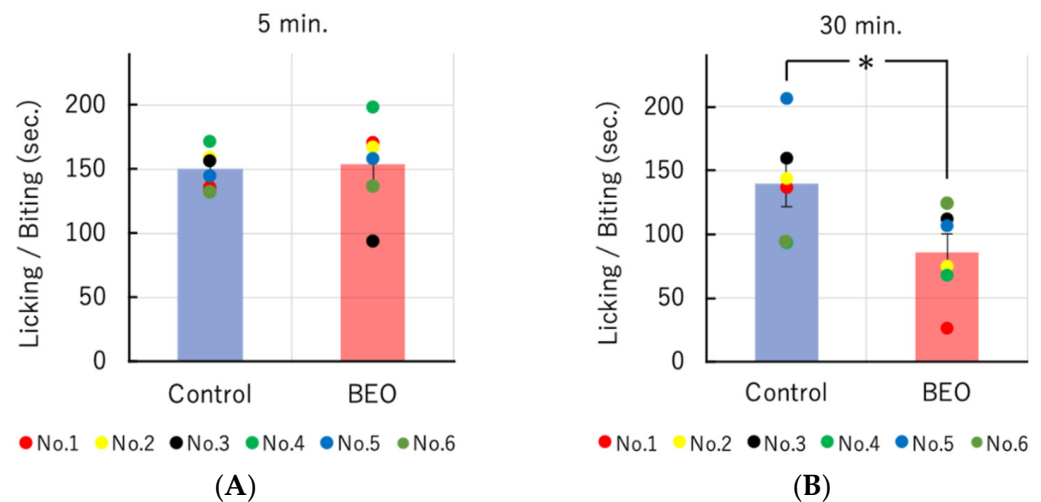 5 min.
Licking / Biting (sec.)
200
150
100
50
0
Control BEO
No.1 No.2 No.3 No.4 No.5 No.6
(A)
30 min.
*
Licking / Biting (sec.)
200
150
100
50
0
Control BEO
No.1 No.2 No.3 No.4 No.5 No.6
(B)